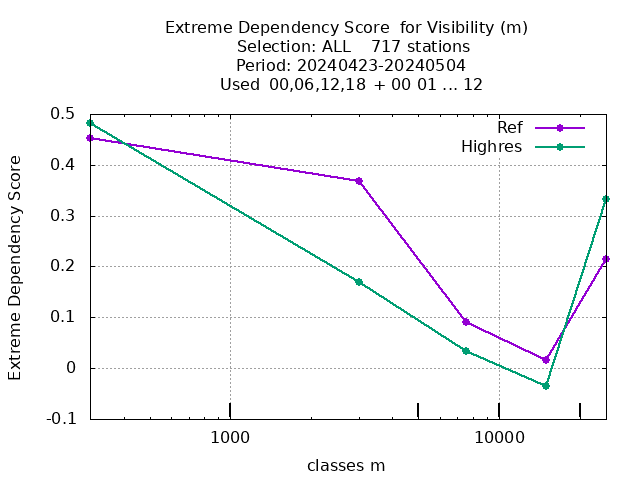 Extreme Dependency Score  for Visibility (m)
Selection: ALL    717 stations
Period: 20240423-20240504
Used  00,06,12,18 + 00 01 ... 12
0.5
0.4
0.3
0.2
0.1
0
-0.1
Extreme Dependency Score
Ref
Highres
1000
10000
classes m